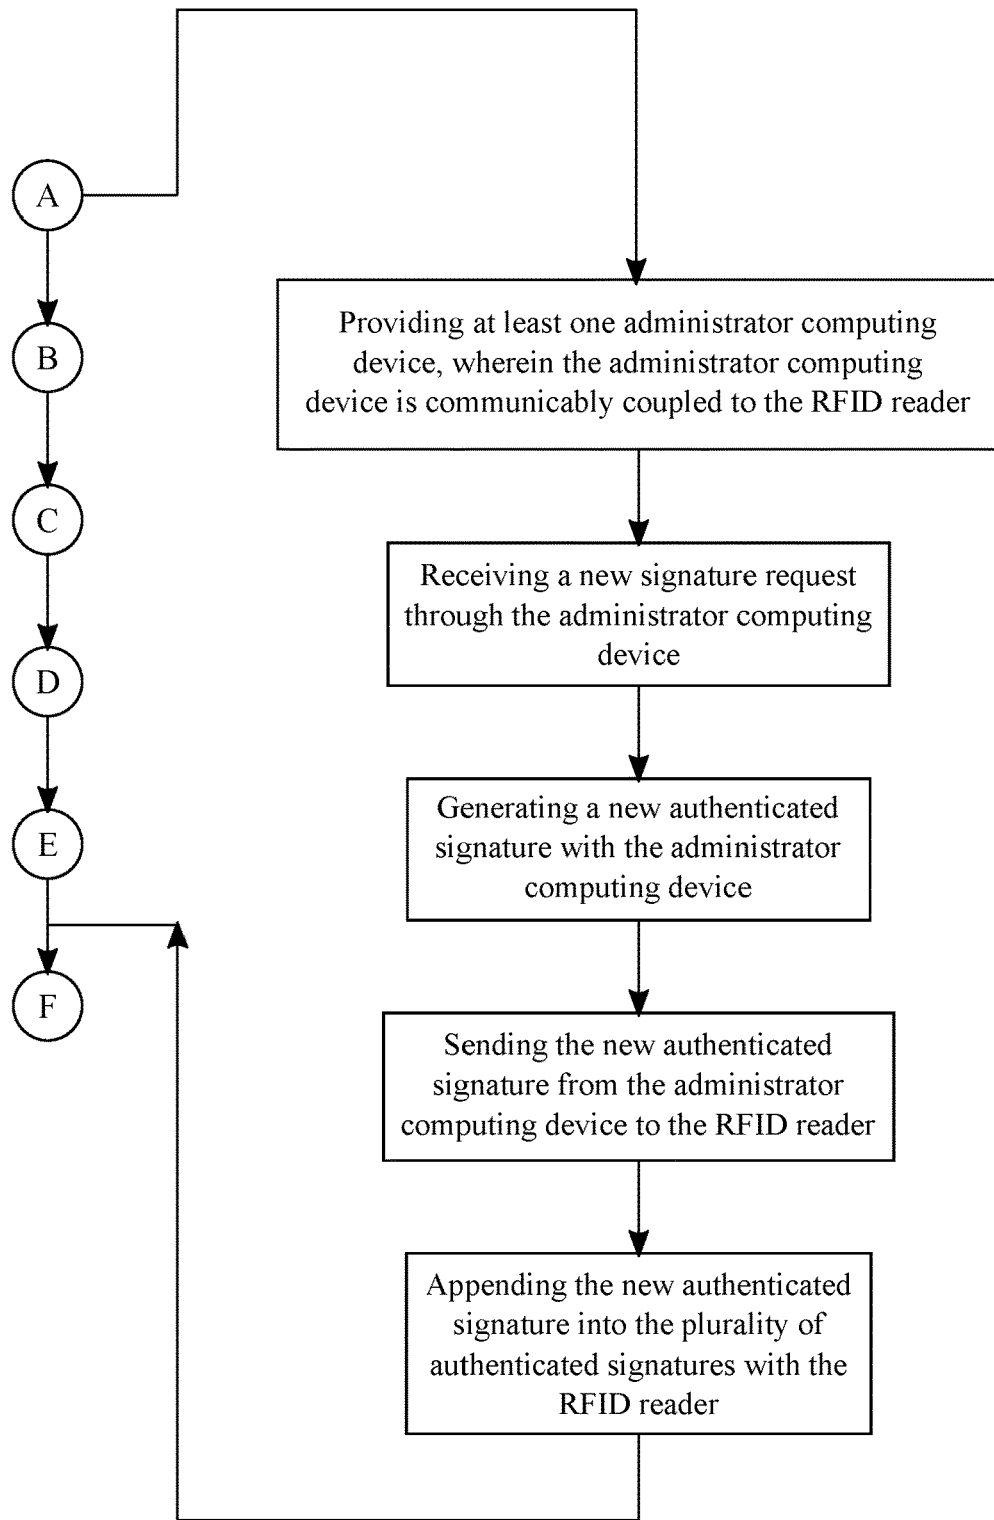 A
B
C
D
E
F
Providing at least one administrator computing
device, wherein the administrator computing
device is communicably coupled to the RFID reader
Receiving a new signature request
through the administrator computing
device
Generating a new authenticated
signature with the administrator
computing device
Sending the new authenticated
signature from the administrator
computing device to the RFID reader
Appending the new authenticated
signature into the plurality of
authenticated signatures with the
RFID reader